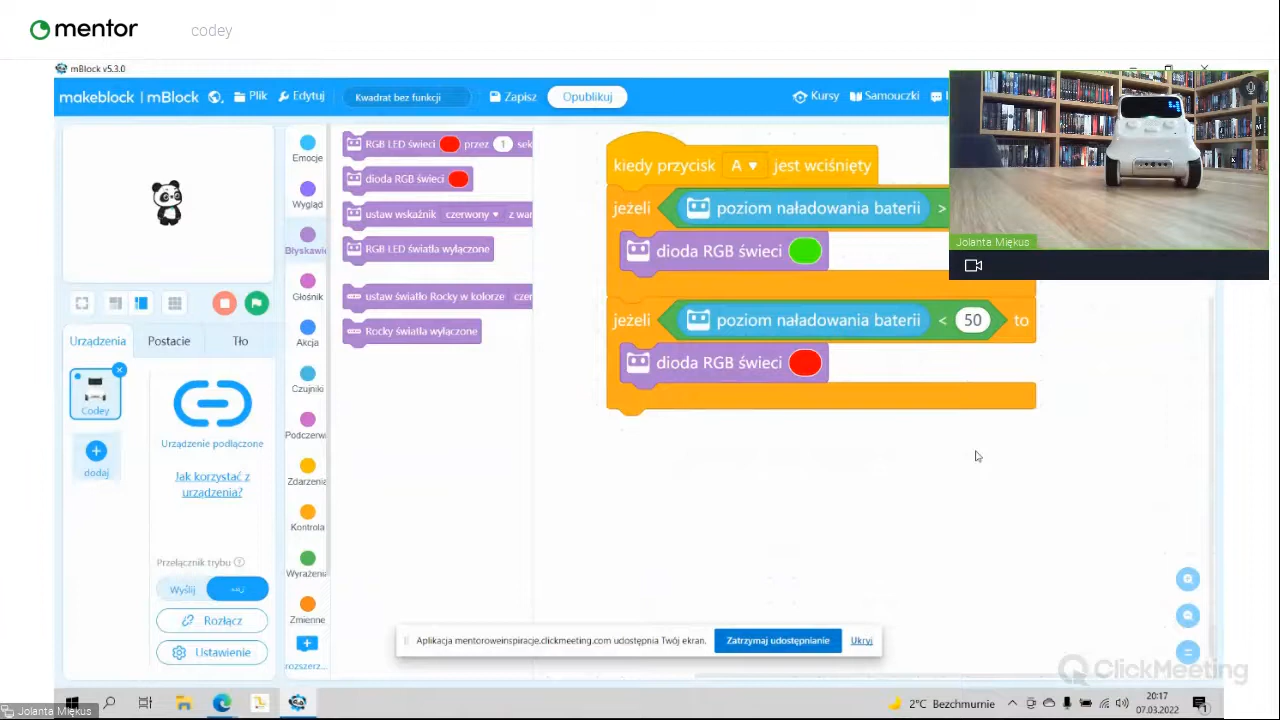 mentor
codey
mBlock v5.3.0
makeblock | mBlock
Plik
Edytuj
Kwadrat bez funkcji
Zapisz
Opublikuj
Kursy
Samouczki
Jolanta Miękus
Emocje
Wygląd
Błyskawic
Głośnik
Akcja
Czujniki
Podczerw
Zdarzenia
Kontrola
Wyrażenia
Zmienne
rozszerz...
RGB LED świeci przez 1 sek
dioda RGB świeci
ustaw wskaźnik czerwony z war
RGB LED światła wyłączone
ustaw światło Rocky w kolorze czer
Rocky światła wyłączone
kiedy przycisk A jest wciśnięty
jeżeli poziom naładowania baterii >
dioda RGB świeci
jeżeli poziom naładowania baterii < 50 to
dioda RGB świeci
Urządzenia
Postacie
Tło
Codey
dodaj
Urządzenie podłączone
Jak korzystać z
urządzenia?
Przełącznik trybu
Wyślij
Rozłącz
Ustawienie
Aplikacja mentoroweinspiracje.clickmeeting.com udostępnia Twój ekran.
Zatrzymaj udostępnianie
Ukryj
ClickMeeting
2°C Bezchmurnie
20:17
07.03.2022
1
Jolanta Miękus